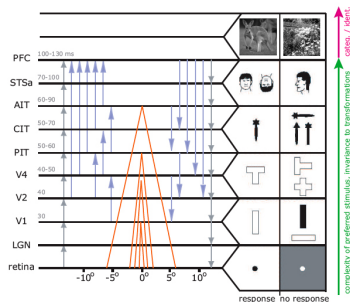 PFC 100-130 ms
STSa 70-100
AIT 60-90
CIT 50-70
PIT 50-60
V4 40-50
V2 40
V1 30
LGN
retina
-10° 0° 5° 10°
response no response
categ. / ident.
complexity of preferred stimulus, invariance to transformations